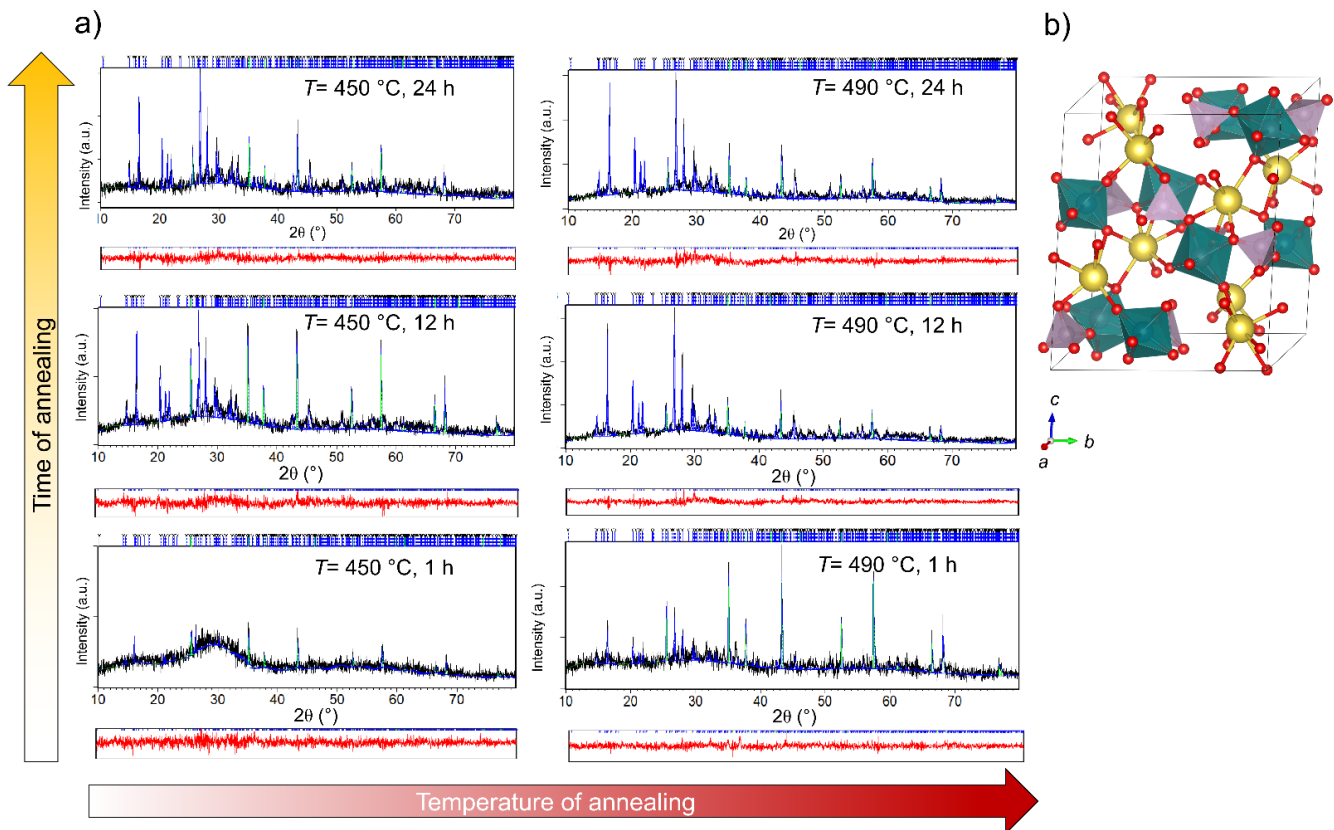 a)
b)
Time of annealing
T= 450 °C, 24 h
Intensity (a.u.)
10 20 30 40 50 60 70
2θ (°)
T= 490 °C, 24 h
Intensity (a.u.)
10 20 30 40 50 60 70
2θ (°)
T= 450 °C, 12 h
Intensity (a.u.)
10 20 30 40 50 60 70
2θ (°)
T= 490 °C, 12 h
Intensity (a.u.)
10 20 30 40 50 60 70
2θ (°)
T= 450 °C, 1 h
Intensity (a.u.)
10 20 30 40 50 60 70
2θ (°)
T= 490 °C, 1 h
Intensity (a.u.)
10 20 30 40 50 60 70
2θ (°)
c
b
a
Temperature of annealing